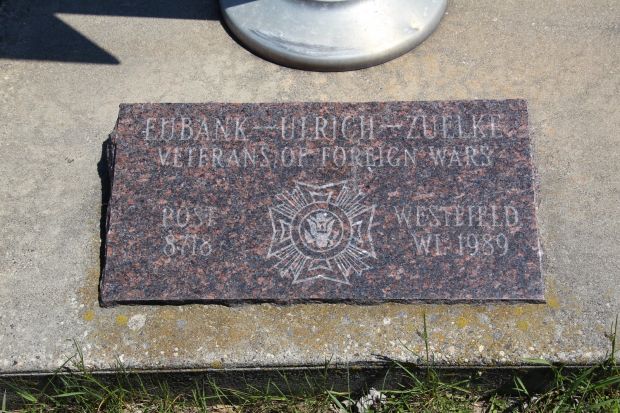 EUBANK—ULRICH—ZUELKE
VETERANS OF FOREIGN WARS
POST
8718
WESTFIELD
WI. 1989